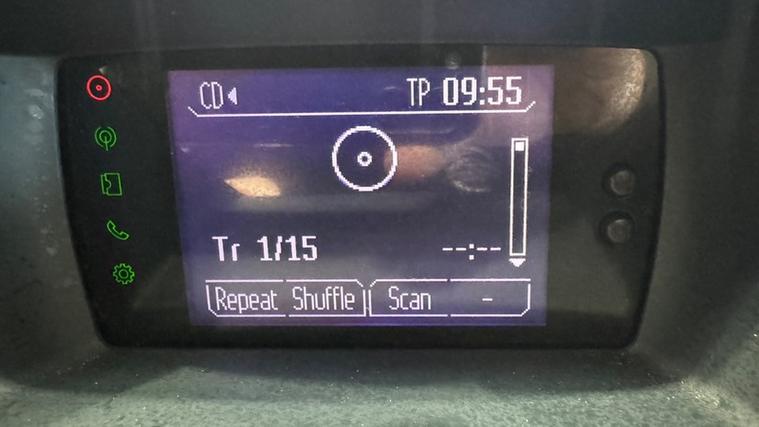 CD TP 09:55
Tr 1/15 --:--
Repeat Shuffle Scan -